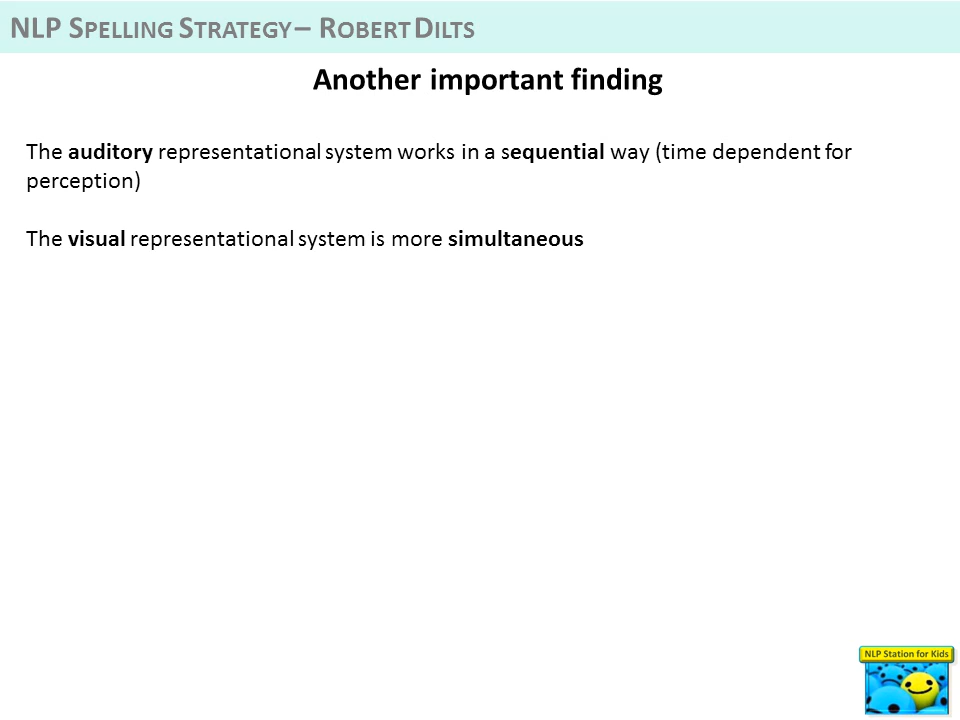 NLP SPELLING STRATEGY – ROBERT DILTS
Another important finding
The auditory representational system works in a sequential way (time dependent for
perception)
The visual representational system is more simultaneous
NLP Station for Kids